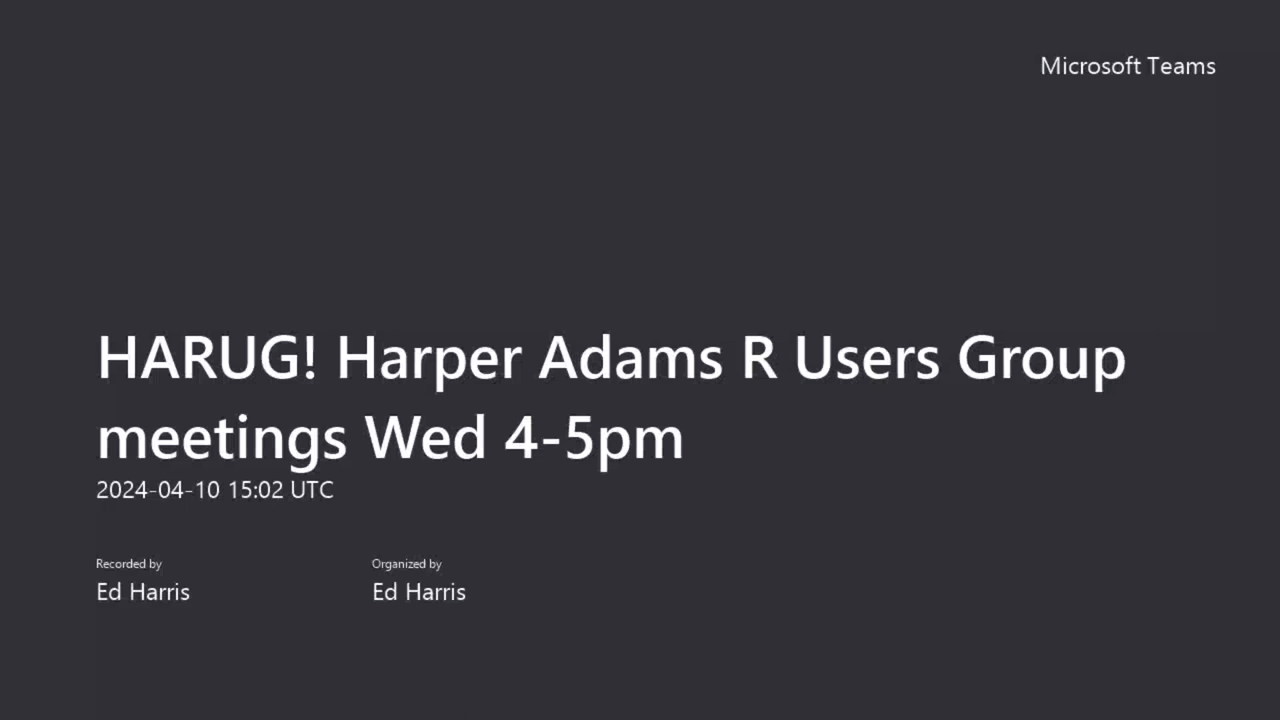 Microsoft Teams
HARUG! Harper Adams R Users Group
meetings Wed 4-5pm
2024-04-10 15:02 UTC
Recorded by
Ed Harris
Organized by
Ed Harris